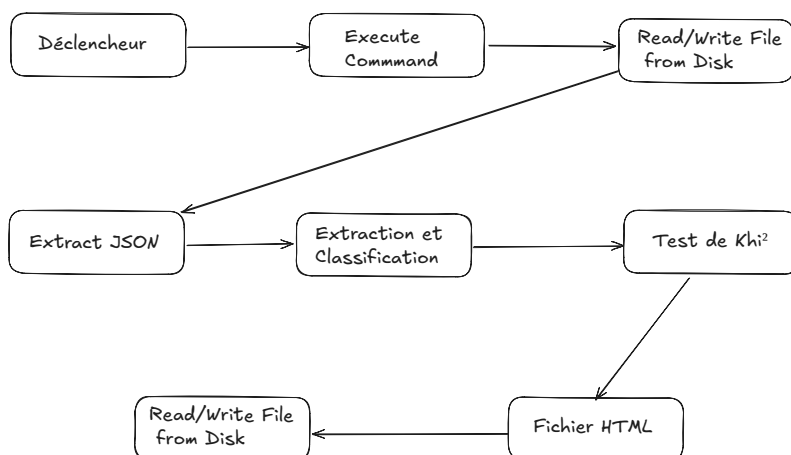 Déclencheur
Execute
Commmand
Read/Write File
from Disk
Extract JSON
Extraction et
Classification
Test de Khi²
Read/Write File
from Disk
Fichier HTML